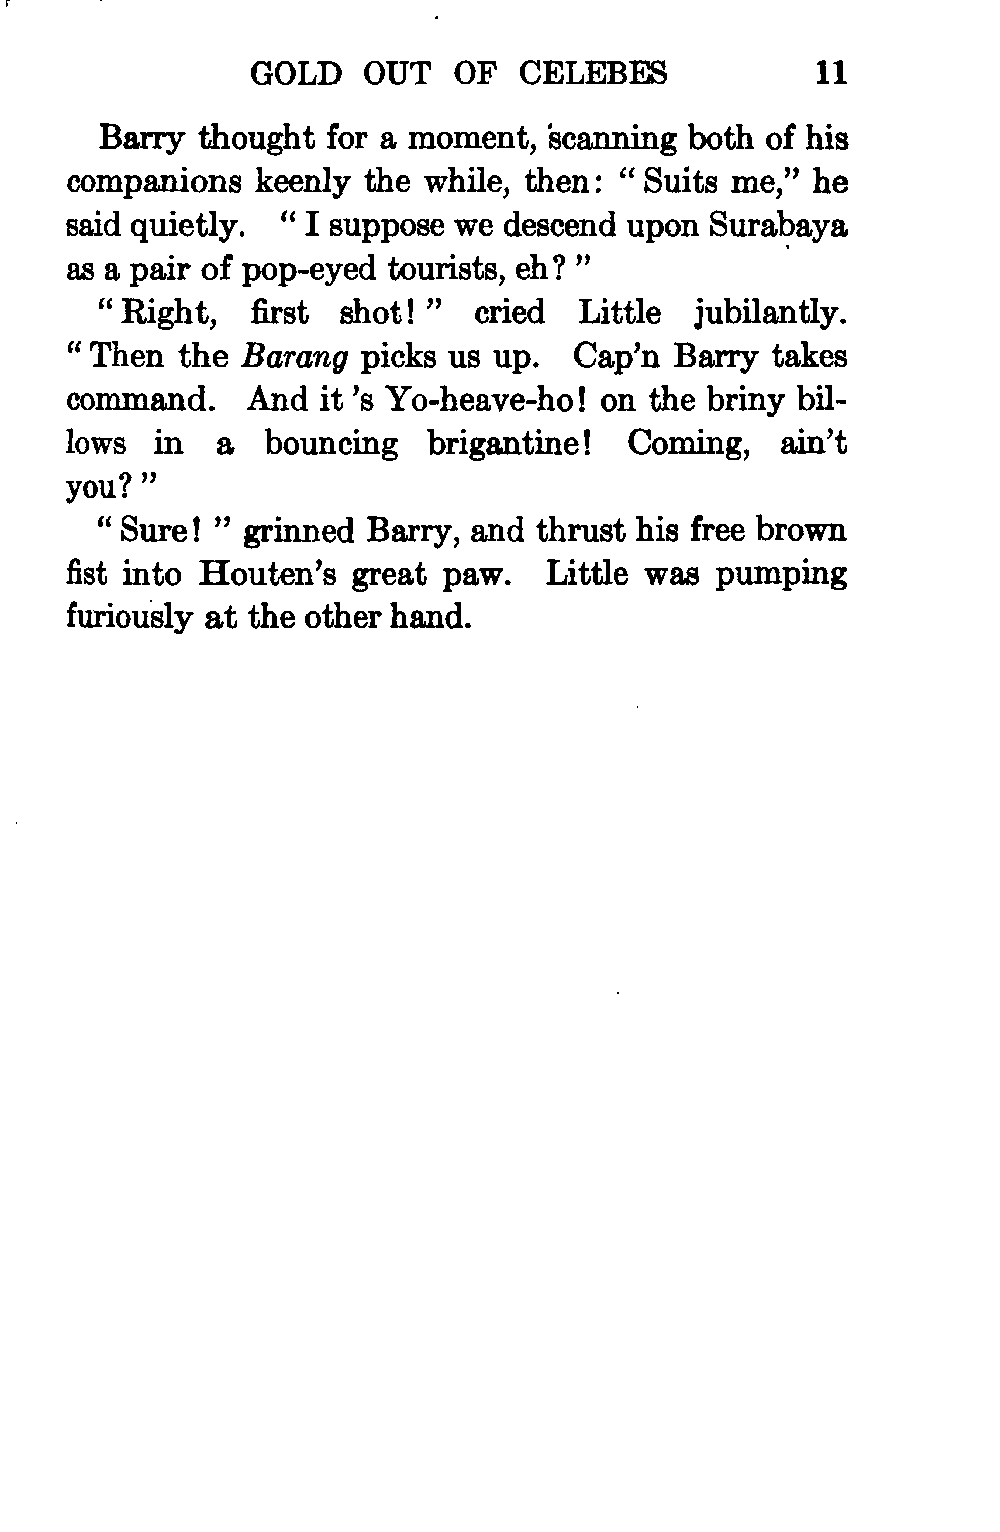 GOLD OUT OF CELEBES 11
Barry thought for a moment, scanning both of his
companions keenly the while, then: “ Suits me,” he
said quietly. “ I suppose we descend upon Surabaya
as a pair of pop-eyed tourists, eh? ”
“ Right, first shot! ” cried Little jubilantly.
“ Then the Barang picks us up. Cap’n Barry takes
command. And it ’s Yo-heave-ho! on the briny bil-
lows in a bouncing brigantine! Coming, ain’t
you? ”
“ Sure! ” grinned Barry, and thrust his free brown
fist into Houten’s great paw. Little was pumping
furiously at the other hand.